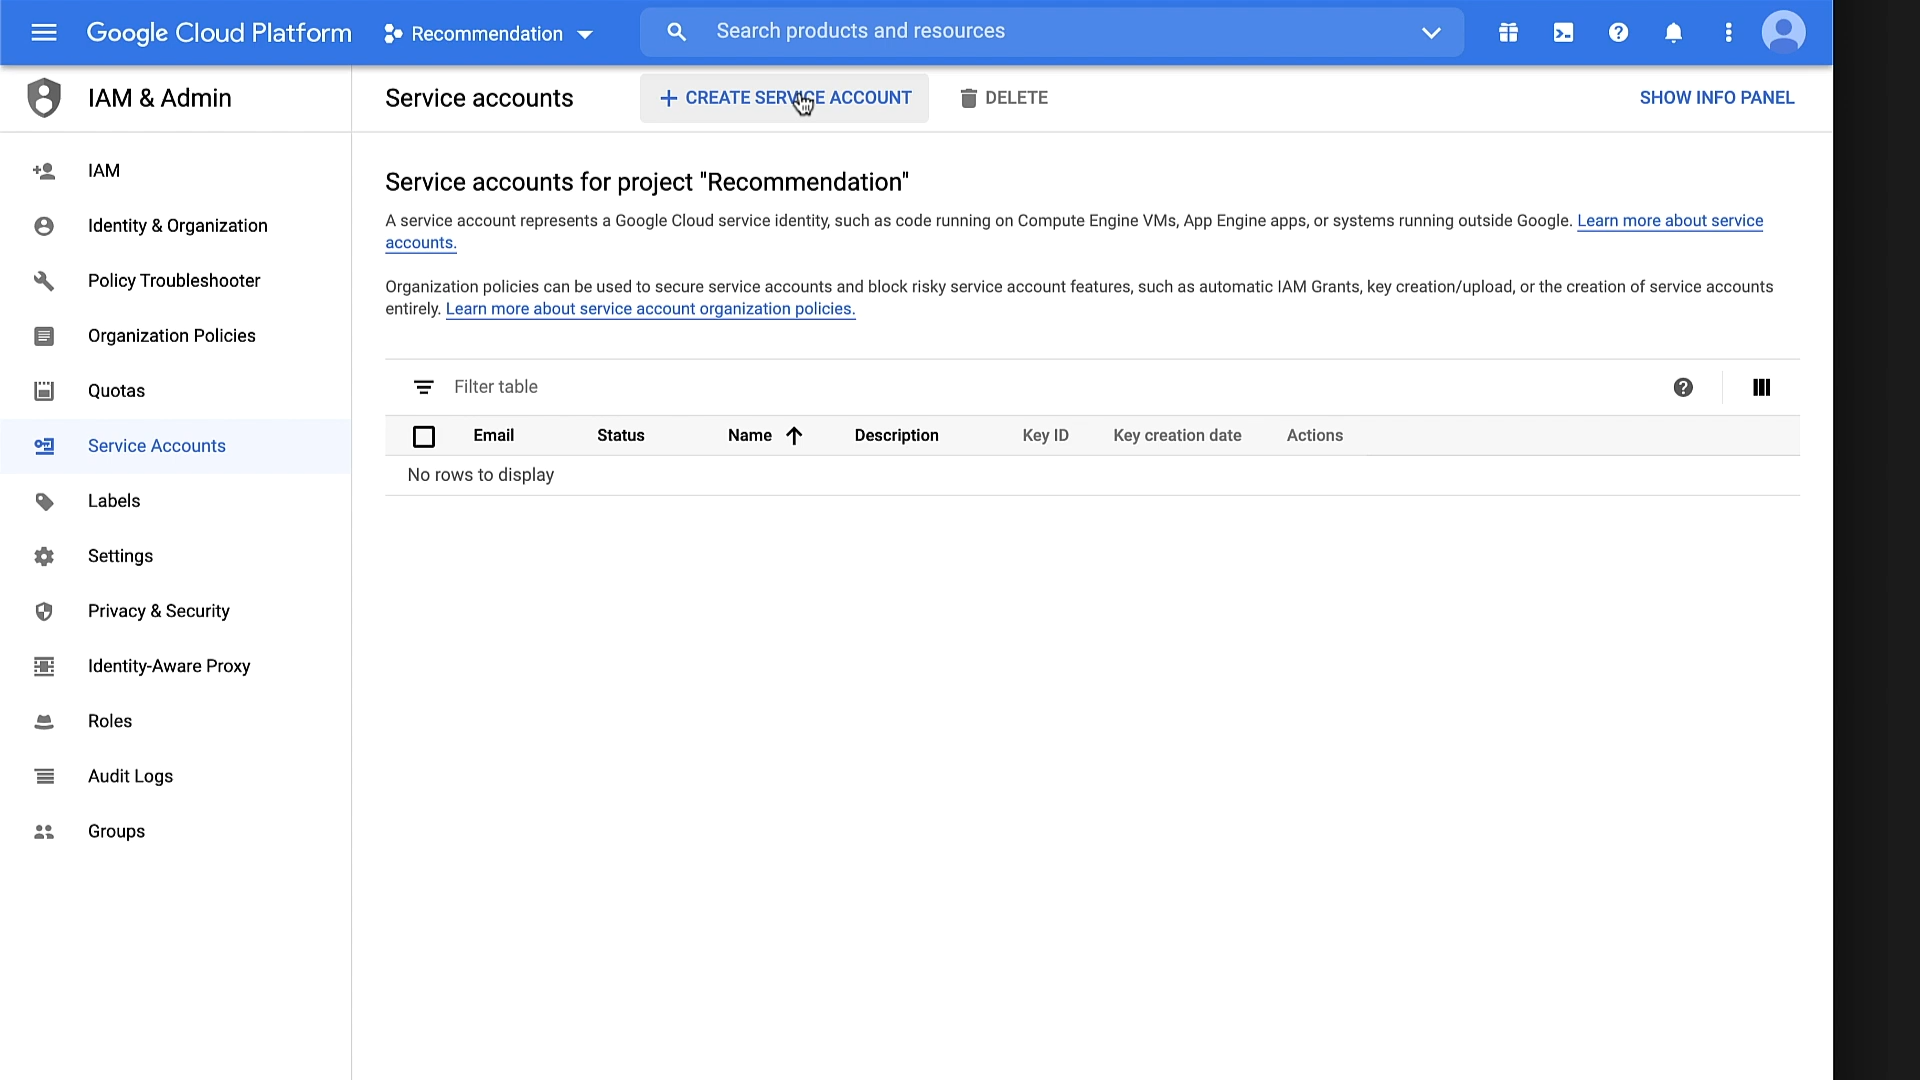 Google Cloud Platform
Recommendation
Search products and resources
IAM & Admin
Service accounts
CREATE SERVICE ACCOUNT
DELETE
SHOW INFO PANEL
IAM
Identity & Organization
Policy Troubleshooter
Organization Policies
Quotas
Service Accounts
Labels
Settings
Privacy & Security
Identity-Aware Proxy
Roles
Audit Logs
Groups
Service accounts for project "Recommendation"
A service account represents a Google Cloud service identity, such as code running on Compute Engine VMs, App Engine apps, or systems running outside Google. Learn more about service
accounts.
Organization policies can be used to secure service accounts and block risky service account features, such as automatic IAM Grants, key creation/upload, or the creation of service accounts
entirely. Learn more about service account organization policies.
Filter table
Email Status Name Description Key ID Key creation date Actions
No rows to display